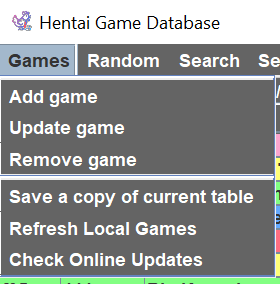 Hentai Game Database
Games Random Search Se
Add game
Update game
Remove game
Save a copy of current table
Refresh Local Games
Check Online Updates